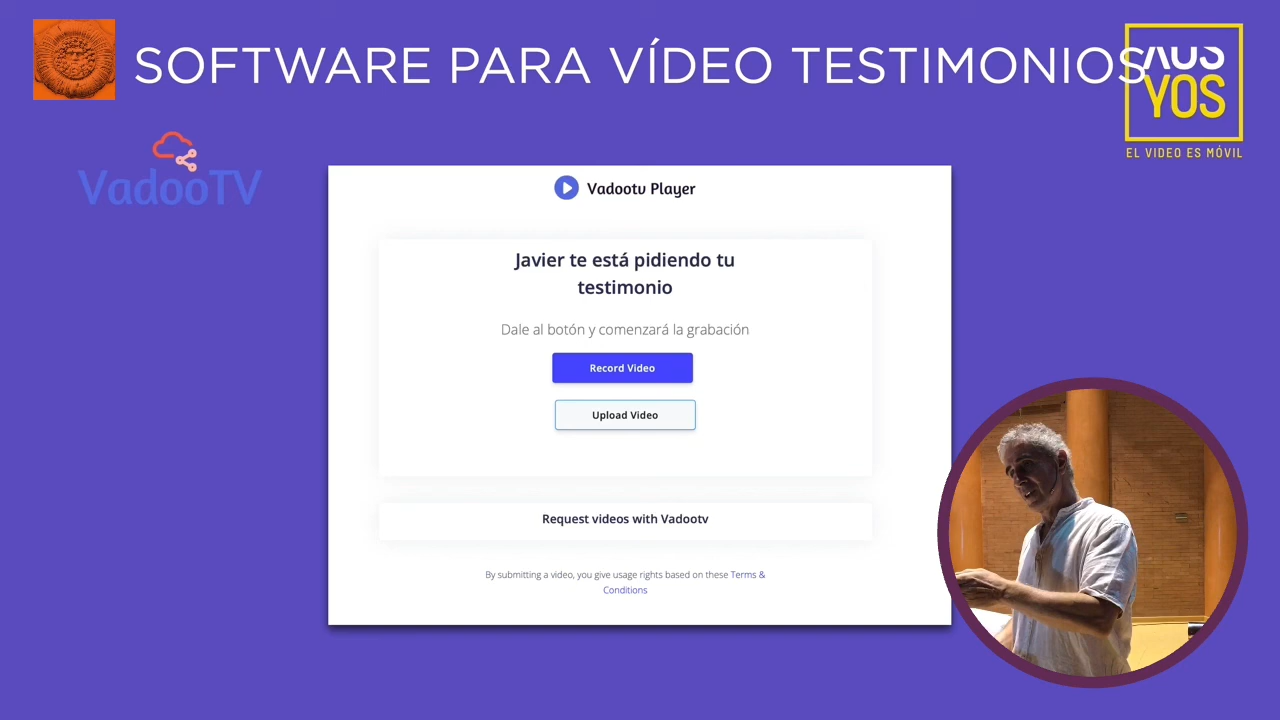 SOFTWARE PARA VÍDEO TESTIMONIOS
YOS
EL VIDEO ES MÓVIL
VadooTV
Vadootv Player
Javier te está pidiendo tu
testimonio
Dale al botón y comenzará la grabación
Record Video
Upload Video
Request videos with Vadootv
By submitting a video, you give usage rights based on these Terms &
Conditions